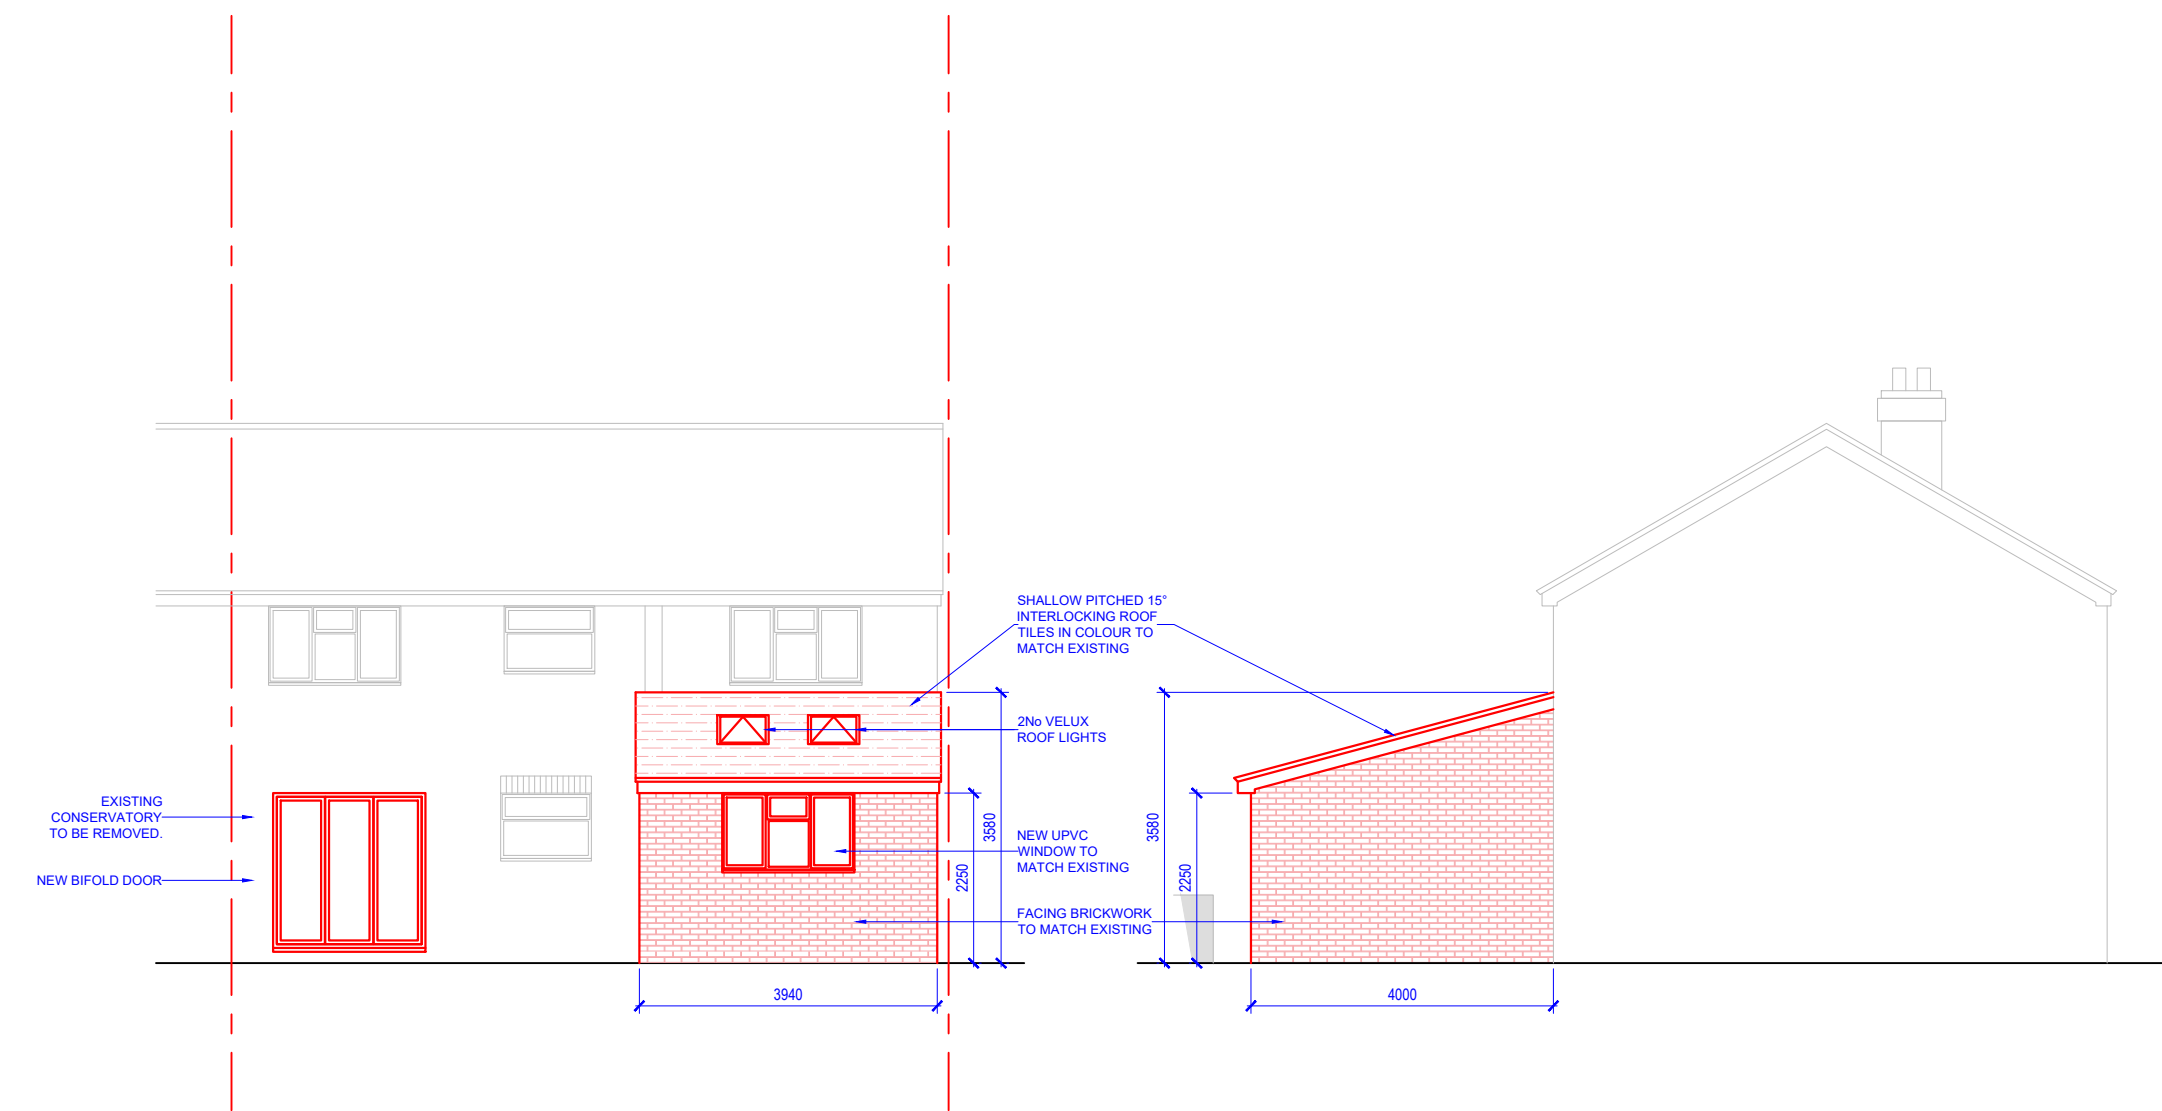 SHALLOW PITCHED 15°
INTERLOCKING ROOF
TILES IN COLOUR TO
MATCH EXISTING
2No VELUX
ROOF LIGHTS
EXISTING
CONSERVATORY
TO BE REMOVED.
NEW BIFOLD DOOR
NEW UPVC
WINDOW TO
MATCH EXISTING
FACING BRICKWORK
TO MATCH EXISTING
3580
2250
3580
2250
3940
4000